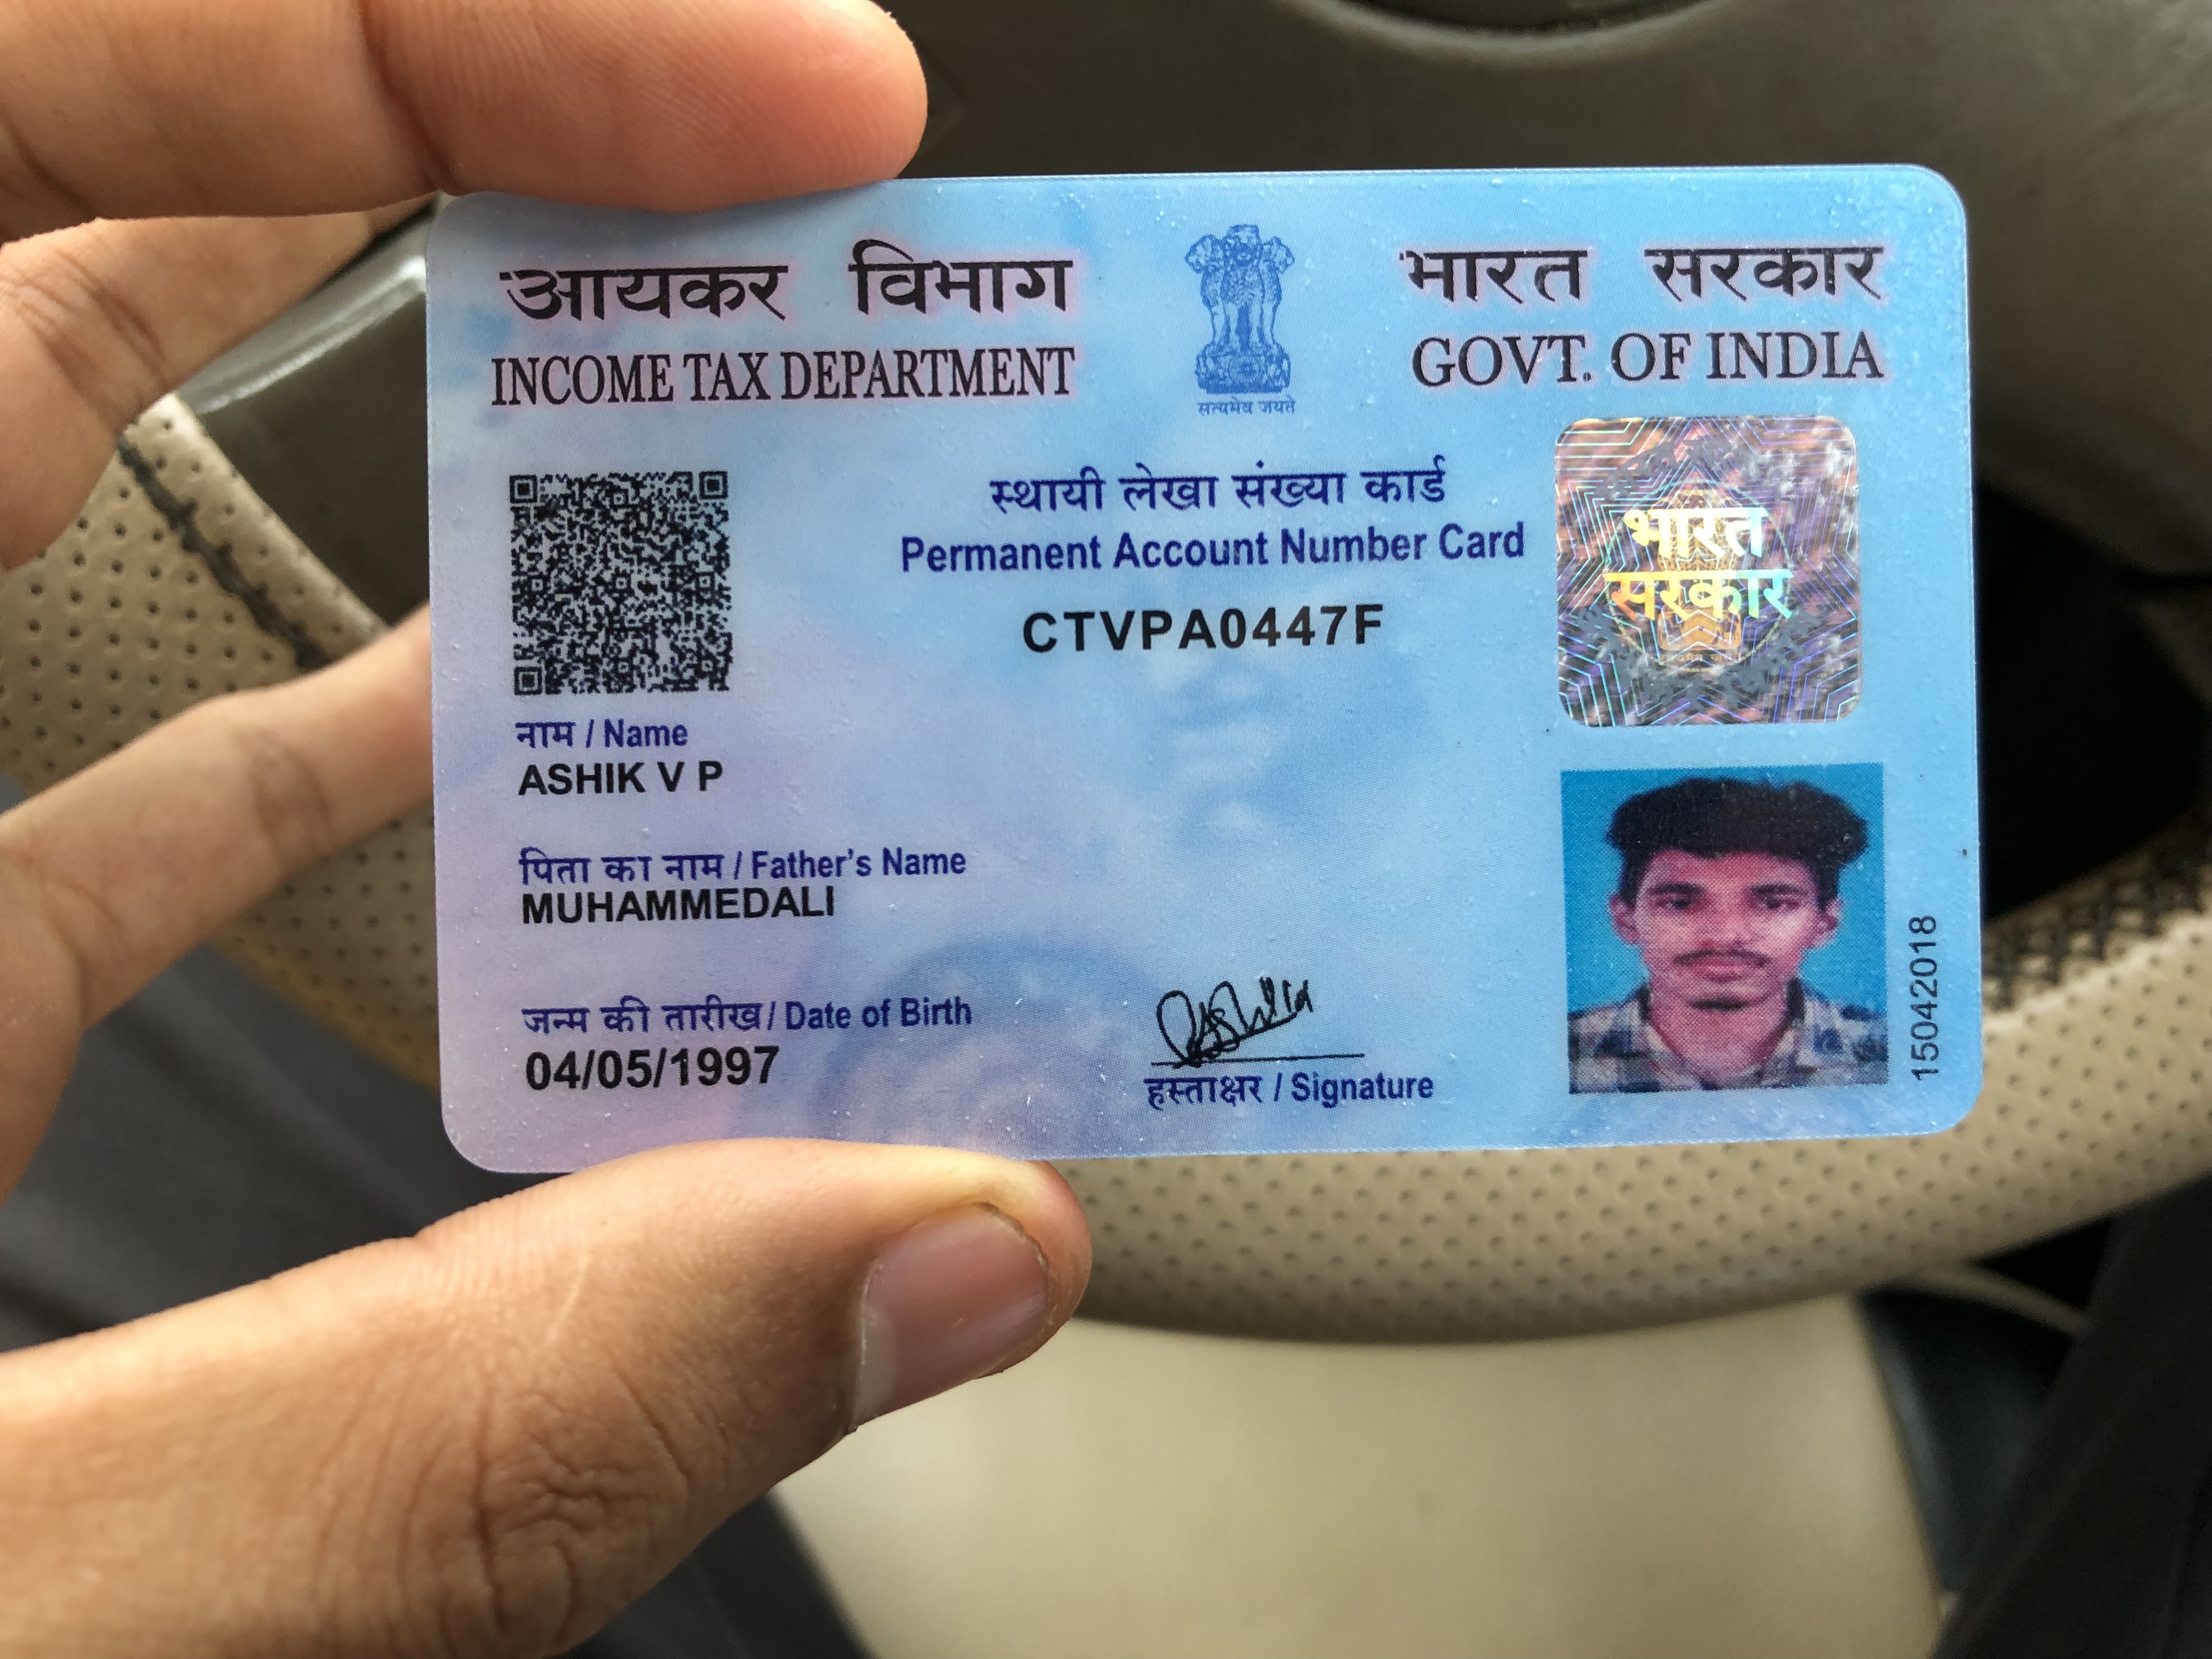 आयकर विभाग
INCOME TAX DEPARTMENT
सत्यमेव जयते
भारत सरकार
GOVT. OF INDIA
स्थायी लेखा संख्या कार्ड
Permanent Account Number Card
CTVPA0447F
भारत
सरकार
नाम / Name
ASHIK V P
पिता का नाम / Father's Name
MUHAMMEDALI
जन्म की तारीख / Date of Birth
04/05/1997
हस्ताक्षर / Signature
15042018